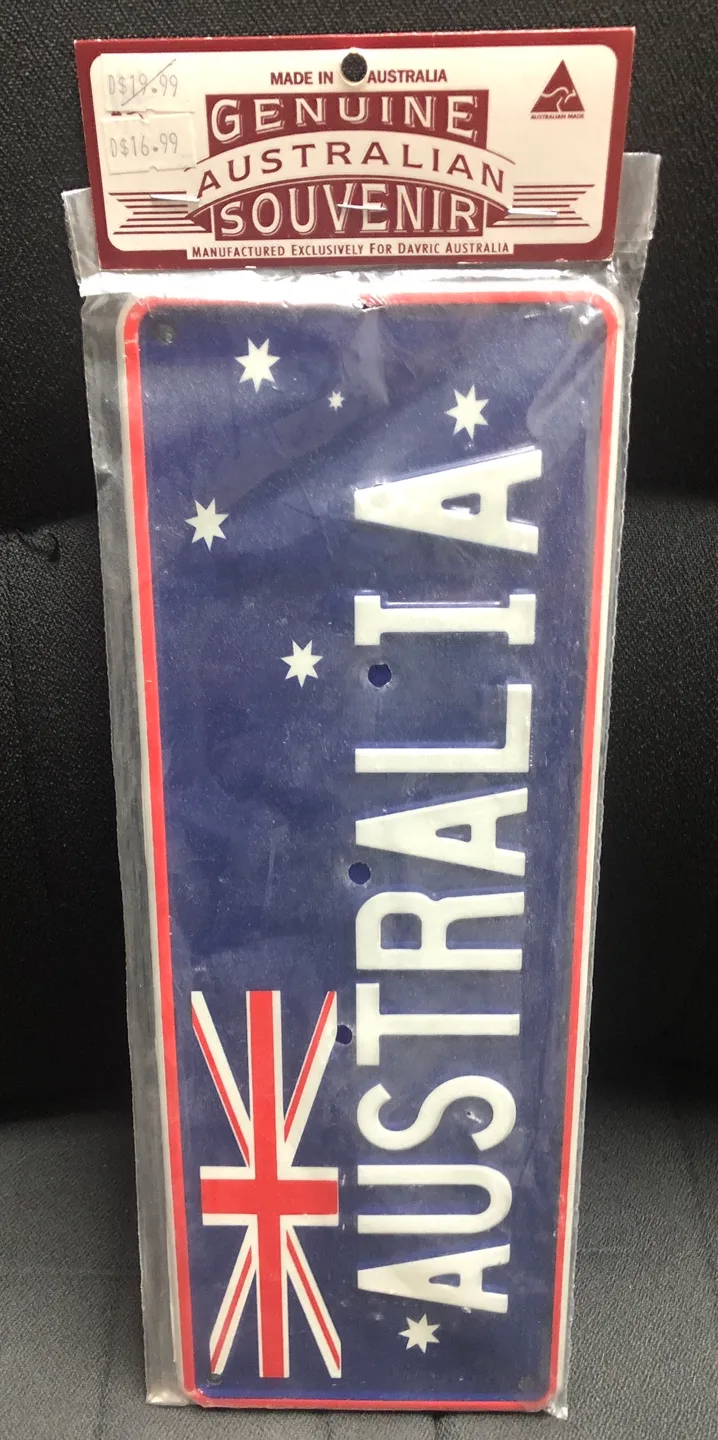 D$19.99
D$16.99
MADE IN AUSTRALIA
GENUINE
AUSTRALIAN
SOUVENIR
MANUFACTURED EXCLUSIVELY FOR DAVRIC AUSTRALIA
AUSTRALIAN MADE
AUSTRALIA